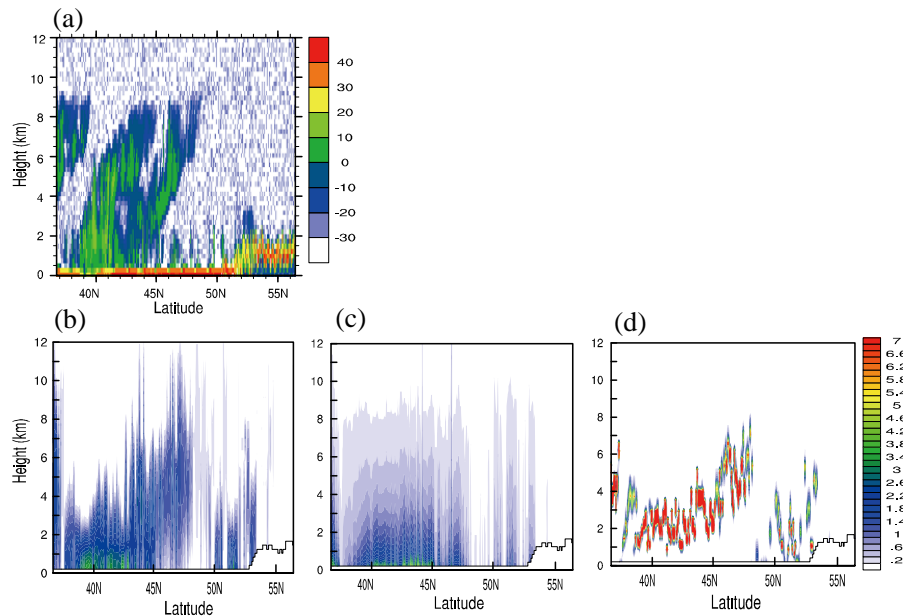 (a)
12
10
8
6
4
2
0
Height (km)
40N
45N
50N
55N
Latitude
40
30
20
10
0
-10
-20
-30
(b)
12
10
8
6
4
2
0
Height (km)
40N
45N
50N
55N
Latitude
(c)
12
10
8
6
4
2
0
40N
45N
50N
55N
Latitude
(d)
12
10
8
6
4
2
0
40N
45N
50N
55N
Latitude
7
6.6
6.2
5.8
5.4
5
4.6
4.2
3.8
3.4
3
2.6
2.2
1.8
1.4
1
.6
.2